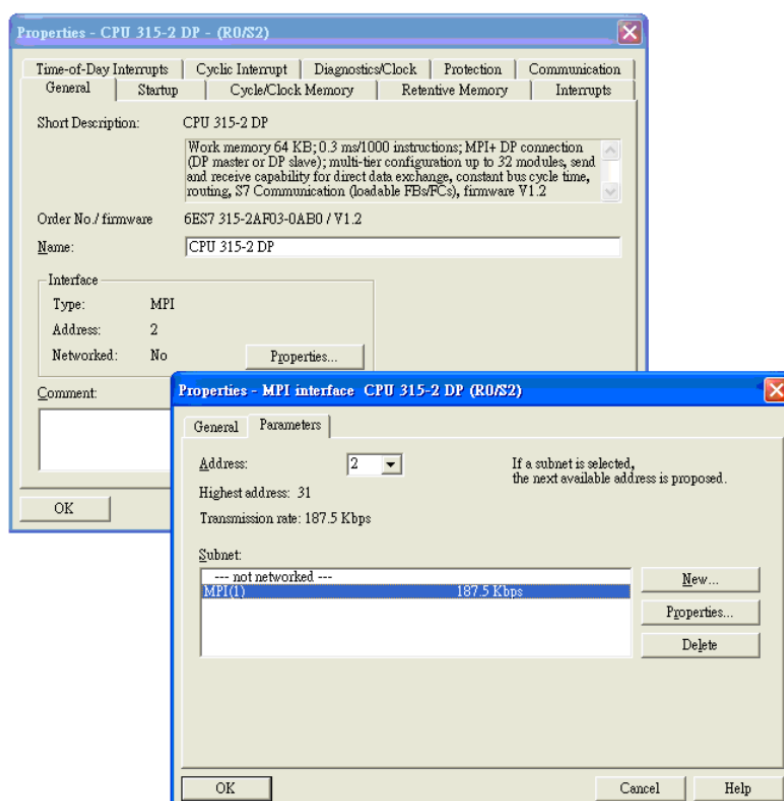 Properties - CPU 315-2 DP - (R0/S2)
Time-of-Day Interrupts Cyclic Interrupt Diagnostics/Clock Protection Communication
General Startup Cycle/Clock Memory Retentive Memory Interrupts
Short Description: CPU 315-2 DP
Work memory 64 KB; 0.3 ms/1000 instructions; MPI+ DP connection
(DP master or DP slave); multi-tier configuration up to 32 modules, send
and receive capability for direct data exchange, constant bus cycle time,
routing, S7 Communication (loadable FBs/FCs), firmware V1.2
Order No./ firmware 6ES7 315-2AF03-0AB0 / V1.2
Name: CPU 315-2 DP
Interface
Type: MPI
Address: 2
Networked: No Properties...
Comment:
OK
Properties - MPI interface CPU 315-2 DP (R0/S2)
General Parameters
Address: 2 If a subnet is selected,
the next available address is proposed.
Highest address: 31
Transmission rate: 187.5 Kbps
Subnet:
--- not networked ---
MPI(1) 187.5 Kbps
New...
Properties...
Delete
OK Cancel Help